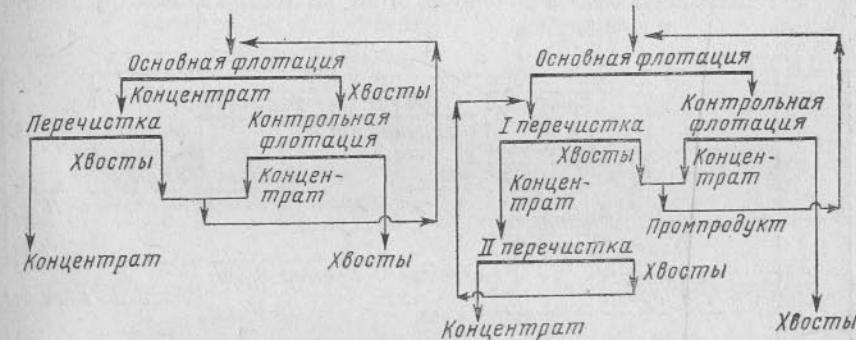 Основная флотация
Концентрат
Хвосты
Перечистка
Контрольная
флотация
Хвосты
Концен-
трат
Концентрат
Хвосты
Основная флотация
Контрольная
флотация
I перечистка
Хвосты
Концен-
трат
Концен-
трат
Промпродукт
II перечистка
Хвосты
Концентрат
Хвосты